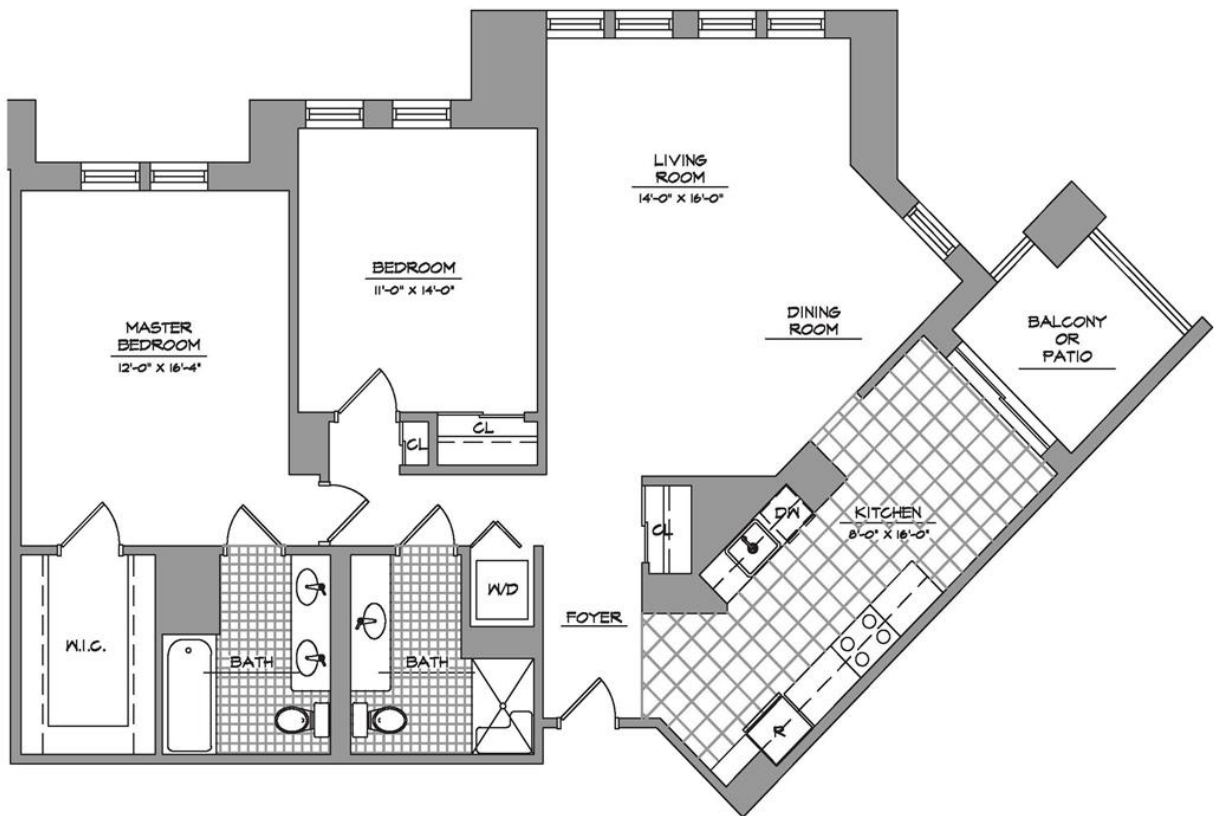 LIVING
ROOM
14'-0" X 16'-0"
BEDROOM
11'-0" X 14'-0"
MASTER
BEDROOM
12'-0" X 16'-4"
DINING
ROOM
BALCONY
OR
PATIO
CL
CL
CL
DW
KITCHEN
8'-0" X 16'-0"
W/D
FOYER
W.I.C.
BATH
BATH
R